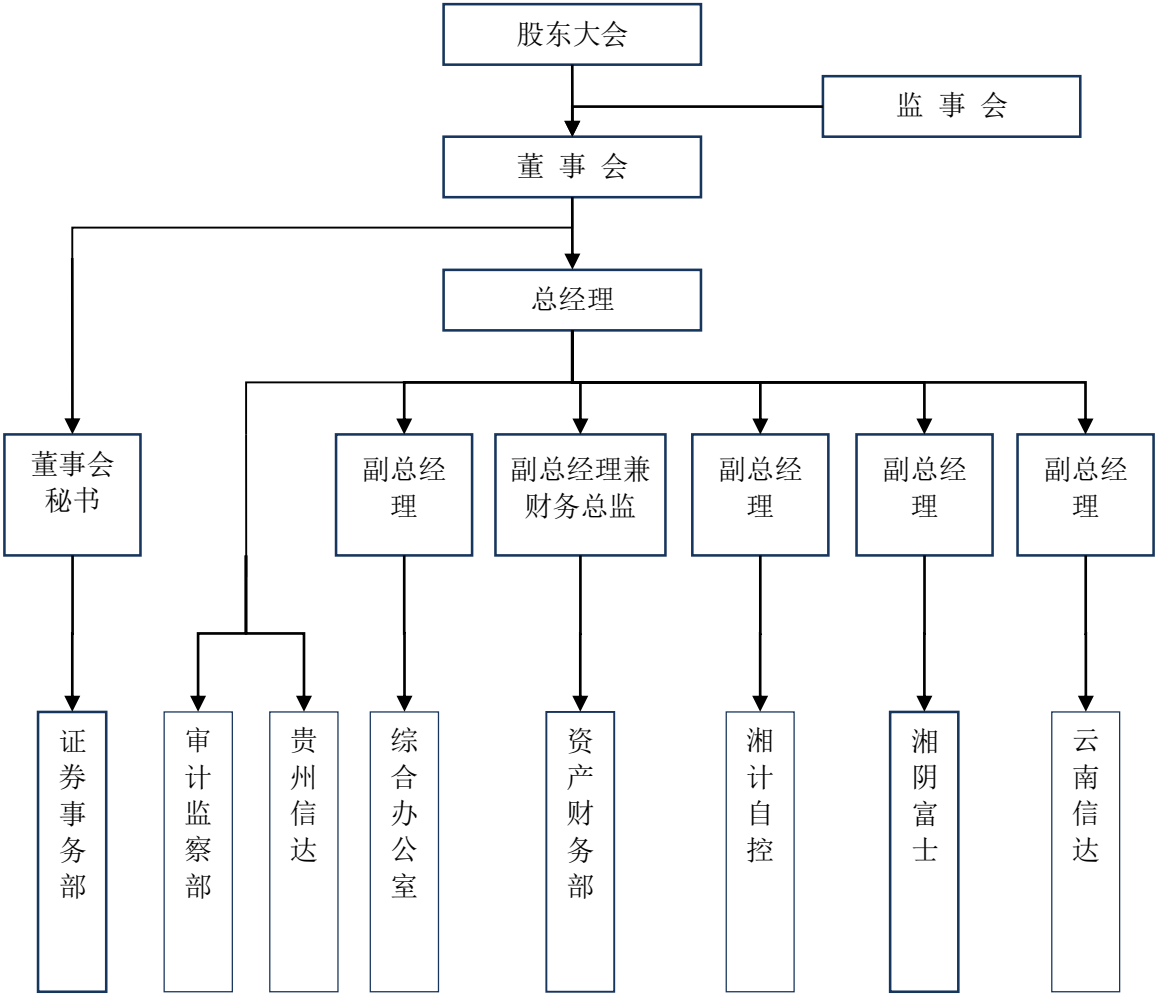 股东大会
监 事 会
董 事 会
总经理
董事会
秘书
副总经
理
副总经理兼
财务总监
副总经
理
副总经
理
副总经
理
证券事务部
审计监察部
贵州信达
综合办公室
资产财务部
湘计自控
湘阴富士
云南信达